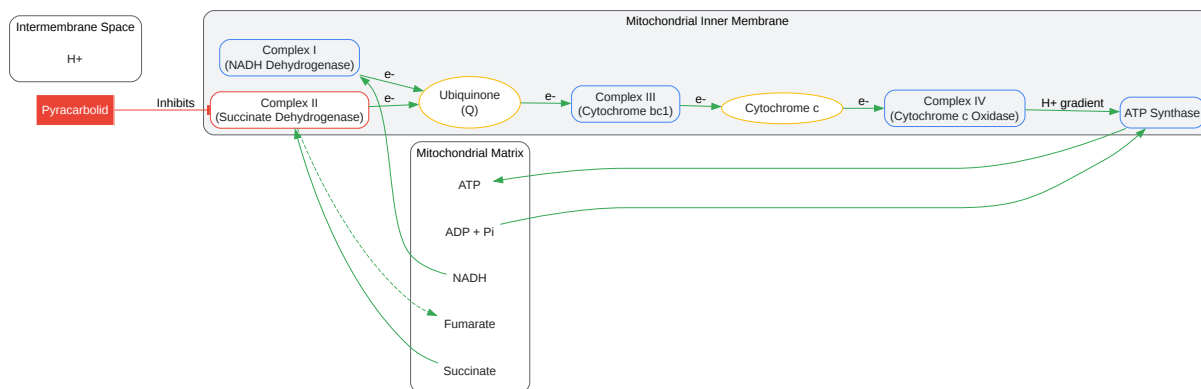 Intermembrane Space
H+
Pyracarbolid
Inhibits
Mitochondrial Inner Membrane
Complex I
(NADH Dehydrogenase)
Complex II
(Succinate Dehydrogenase)
e-
e-
Ubiquinone
(Q)
e-
Complex III
(Cytochrome bc1)
e-
Cytochrome c
e-
Complex IV
(Cytochrome c Oxidase)
H+ gradient
ATP Synthase
Mitochondrial Matrix
ATP
ADP + Pi
NADH
Fumarate
Succinate